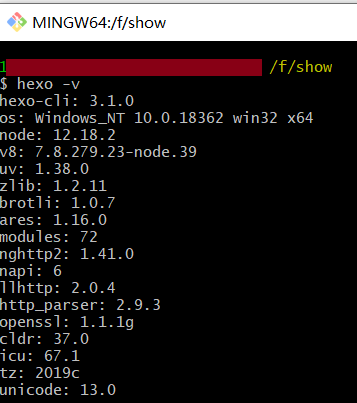 MINGW64:/f/show
1 /f/show
$ hexo -v
hexo-cli: 3.1.0
os: Windows_NT 10.0.18362 win32 x64
node: 12.18.2
v8: 7.8.279.23-node.39
uv: 1.38.0
zlib: 1.2.11
brotli: 1.0.7
ares: 1.16.0
modules: 72
nghttp2: 1.41.0
napi: 6
llhttp: 2.0.4
http_parser: 2.9.3
openssl: 1.1.1g
cldr: 37.0
icu: 67.1
tz: 2019c
unicode: 13.0